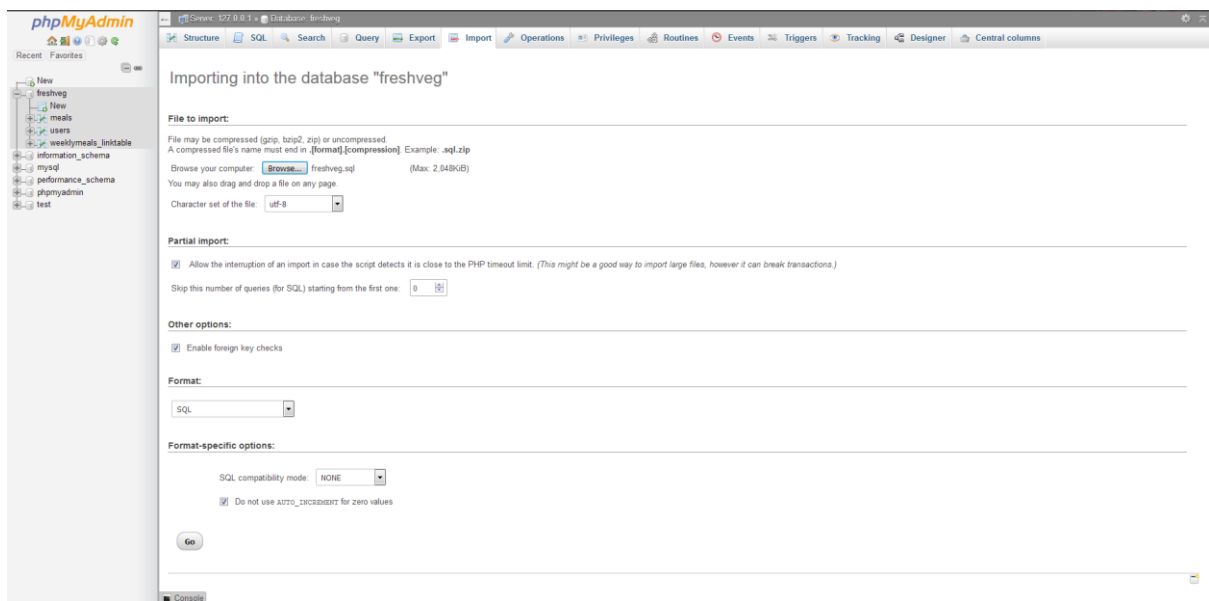 phpMyAdmin
Recent Favorites
New
freshveg
New
meals
users
weeklymeals_linktable
information_schema
mysql
performance_schema
phpmyadmin
test
Server: 127.0.0.1 » Database: freshveg
Structure SQL Search Query Export Import Operations Privileges Routines Events Triggers Tracking Designer Central columns
Importing into the database "freshveg"
File to import:
File may be compressed (gzip, bzip2, zip) or uncompressed.
A compressed file's name must end in .[format].[compression]. Example: .sql.zip
Browse your computer: Browse... freshveg.sql (Max: 2,048KiB)
You may also drag and drop a file on any page.
Character set of the file: utf-8
Partial import:
Allow the interruption of an import in case the script detects it is close to the PHP timeout limit. (This might be a good way to import large files, however it can break transactions.)
Skip this number of queries (for SQL) starting from the first one: 0
Other options:
Enable foreign key checks
Format:
SQL
Format-specific options:
SQL compatibility mode: NONE
Do not use AUTO_INCREMENT for zero values
Go
Console